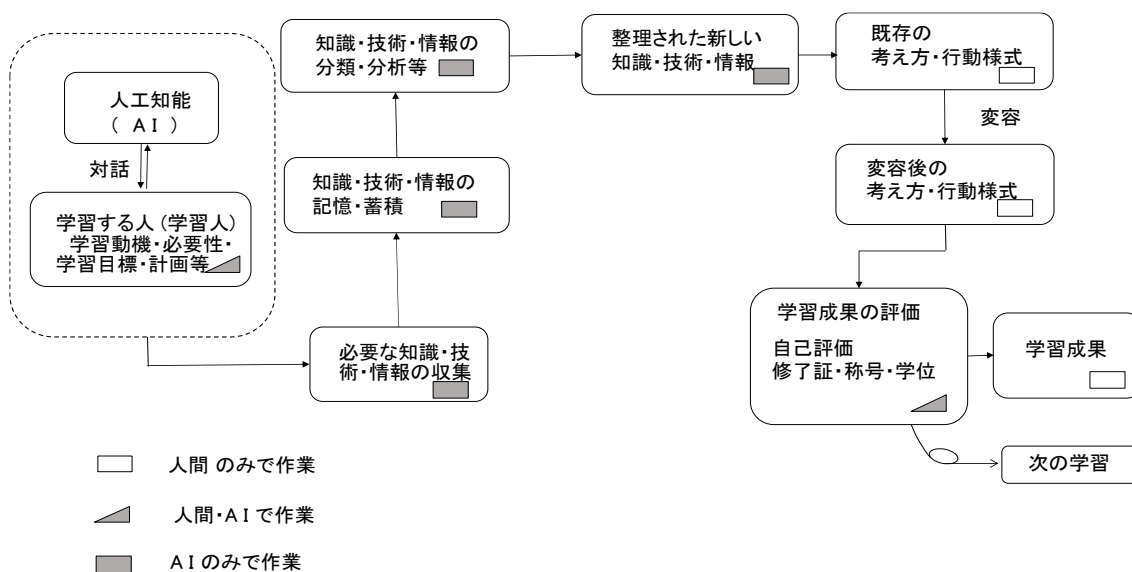 人工知能
( A I )
対話
学習する人(学習人)
学習動機・必要性・
学習目標・計画等
必要な知識・技
術・情報の収集
知識・技術・情報の
記憶・蓄積
知識・技術・情報の
分類・分析等
整理された新しい
知識・技術・情報
既存の
考え方・行動様式
変容
変容後の
考え方・行動様式
学習成果の評価
自己評価
修了証・称号・学位
学習成果
次の学習
人間 のみで作業
人間・A I で作業
A I のみで作業